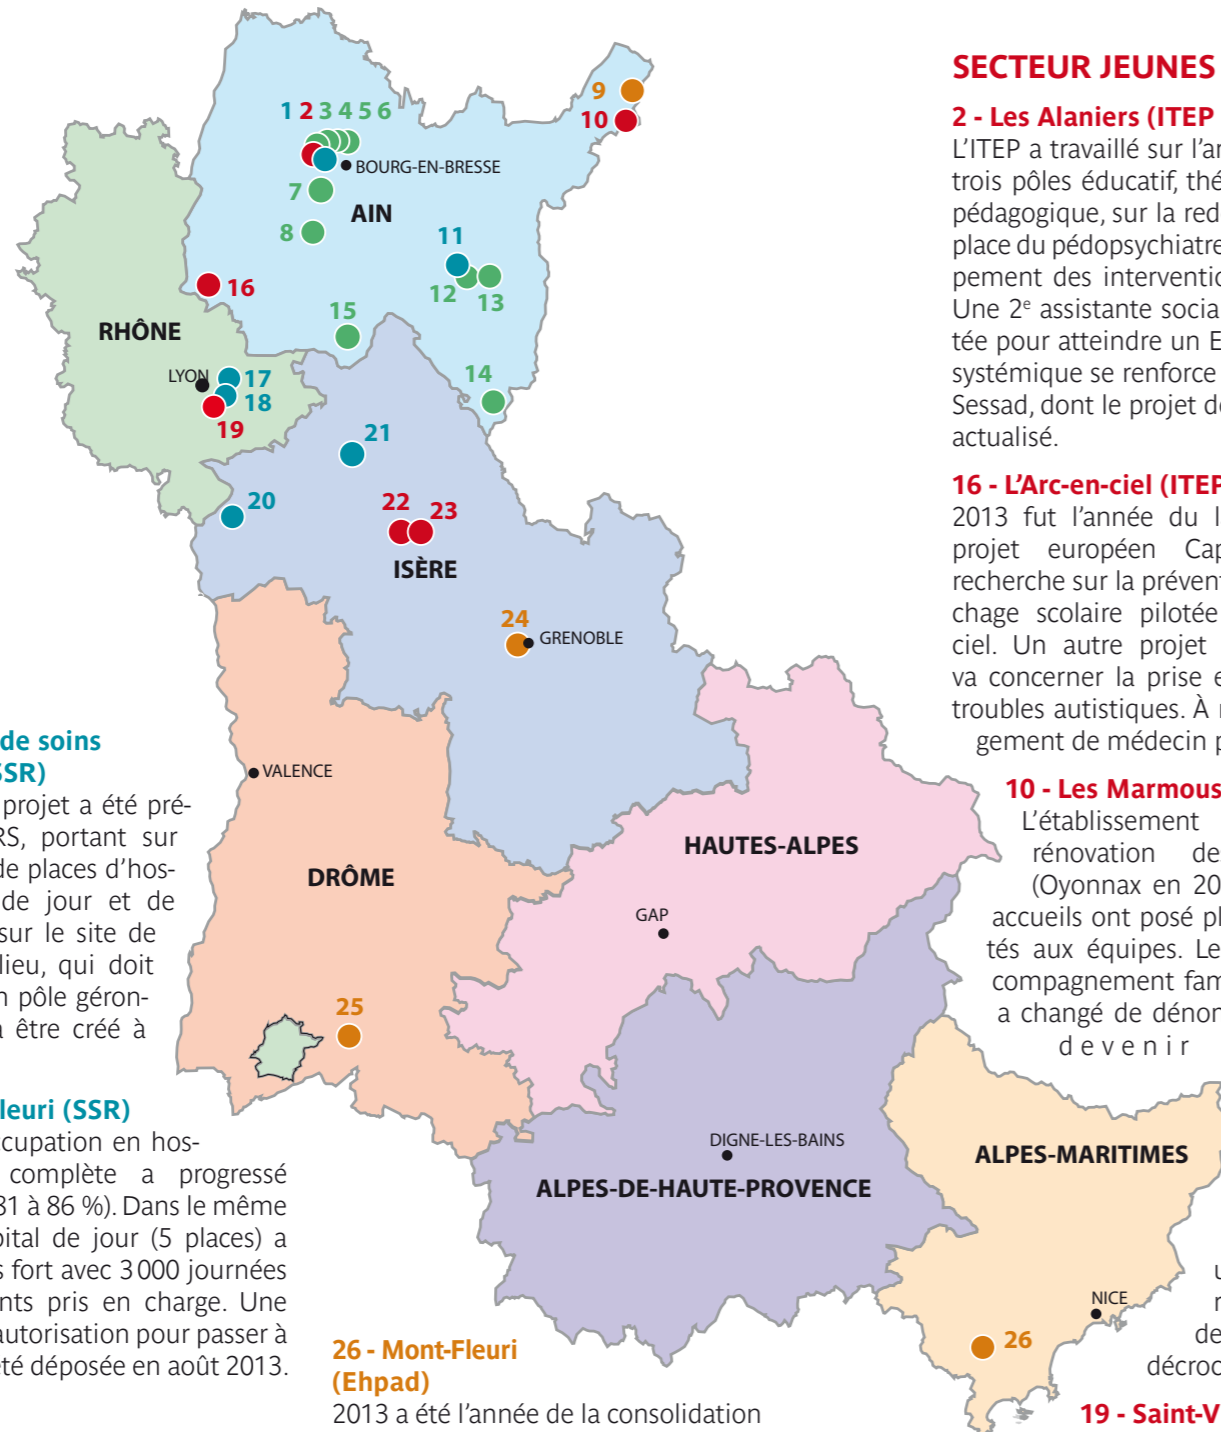 1 2 3 4 5 6
BOURG-EN-BRESSE
7
AIN
8
9
10
11
12
13
14
15
16
RHÔNE
LYON
17
18
19
20
21
22
23
ISÈRE
24
GRENOBLE
VALENCE
DRÔME
25
HAUTES-ALPES
GAP
DIGNE-LES-BAINS
ALPES-DE-HAUTE-PROVENCE
ALPES-MARITIMES
NICE
26
de soins
SSR)
projet a été pré-
RS, portant sur
de places d'hos-
de jour et de
sur le site de
lieu, qui doit
n pôle géron-
a être créé à
leuri (SSR)
ccupation en hos-
complète a progressé
81 à 86 %). Dans le même
pital de jour (5 places) a
s fort avec 3 000 journées
nts pris en charge. Une
autorisation pour passer à
été déposée en août 2013.
26 - Mont-Fleuri
(Ehpad)
2013 a été l'année de la consolidation
SECTEUR JEUNES
2 - Les Alaniers (ITEP
L'ITEP a travaillé sur l'ar
trois pôles éducatif, thé
pédagogique, sur la red
place du pédopsychiatre
pement des interventio
Une 2e assistante socia
tée pour atteindre un E
systémique se renforce
Sessad, dont le projet de
actualisé.
16 - L'Arc-en-ciel (ITEP
2013 fut l'année du l
projet européen Cap
recherche sur la prévent
chage scolaire pilotée
ciel. Un autre projet
va concerner la prise e
troubles autistiques. À
gement de médecin p
10 - Les Marmous
L'établissement
rénovation de
(Oyonnax en 20
accueils ont posé pl
tés aux équipes. Le
compagnement fam
a changé de dénon
devenir
u
de
décroc
19 - Saint-V